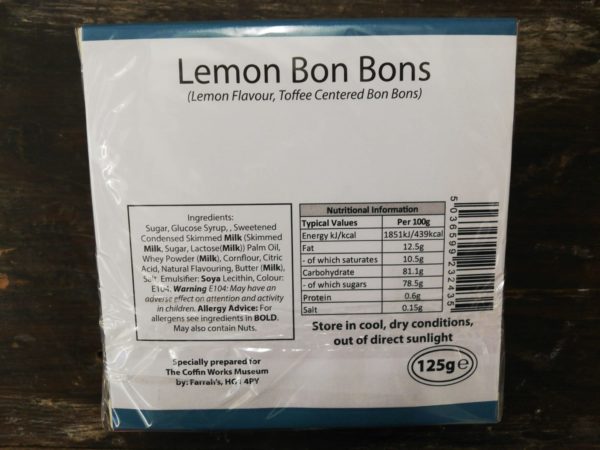 Lemon Bon Bons
(Lemon Flavour, Toffee Centered Bon Bons)
Ingredients:
Sugar, Glucose Syrup, , Sweetened
Condensed Skimmed Milk (Skimmed
Milk, Sugar, Lactose(Milk)) Palm Oil,
Whey Powder (Milk), Cornflour, Citric
Acid, Natural Flavouring, Butter (Milk),
Salt, Emulsifier: Soya Lecithin, Colour:
E104. Warning E104: May have an
adverse effect on attention and activity
in children. Allergy Advice: For
allergens see ingredients in BOLD.
May also contain Nuts.
Nutritional Information
Typical Values Per 100g
Energy kJ/kcal 1851kJ/439kcal
Fat 12.5g
- of which saturates 10.5g
Carbohydrate 81.1g
- of which sugars 78.5g
Protein 0.6g
Salt 0.15g
5 036599 232435
Store in cool, dry conditions,
out of direct sunlight
Specially prepared for
The Coffin Works Museum
by: Farrah's, HG1 4PY
125g e